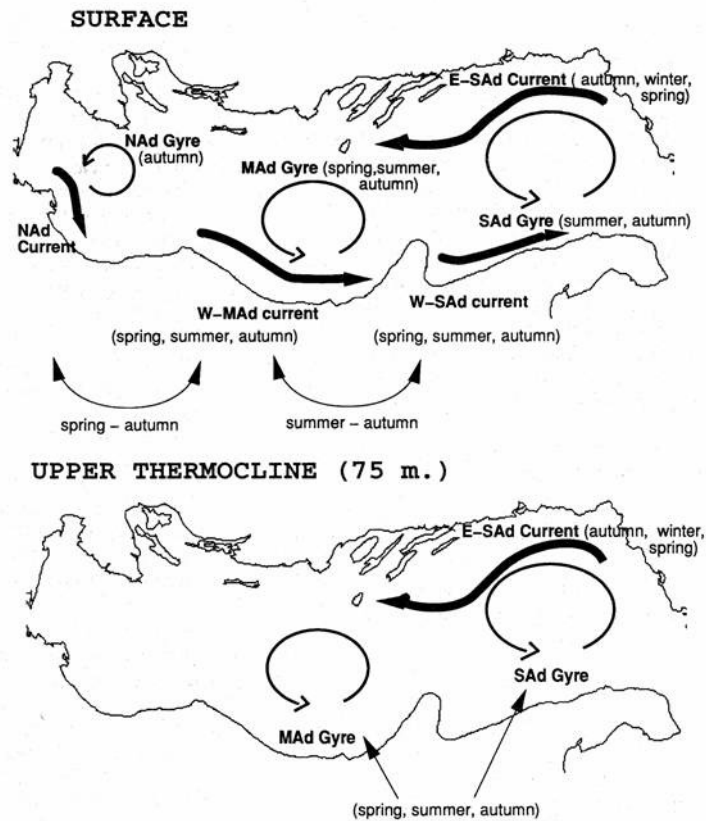 SURFACE
E–SAd Current ( autumn, winter,
spring)
NAd Gyre
(autumn)
MAd Gyre (spring,summer,
autumn)
SAd Gyre (summer, autumn)
NAd
Current
W–MAd current
(spring, summer, autumn)
W–SAd current
(spring, summer, autumn)
spring – autumn
summer – autumn
UPPER THERMOCLINE (75 m.)
E–SAd Current (autumn, winter,
spring)
SAd Gyre
MAd Gyre
(spring, summer, autumn)